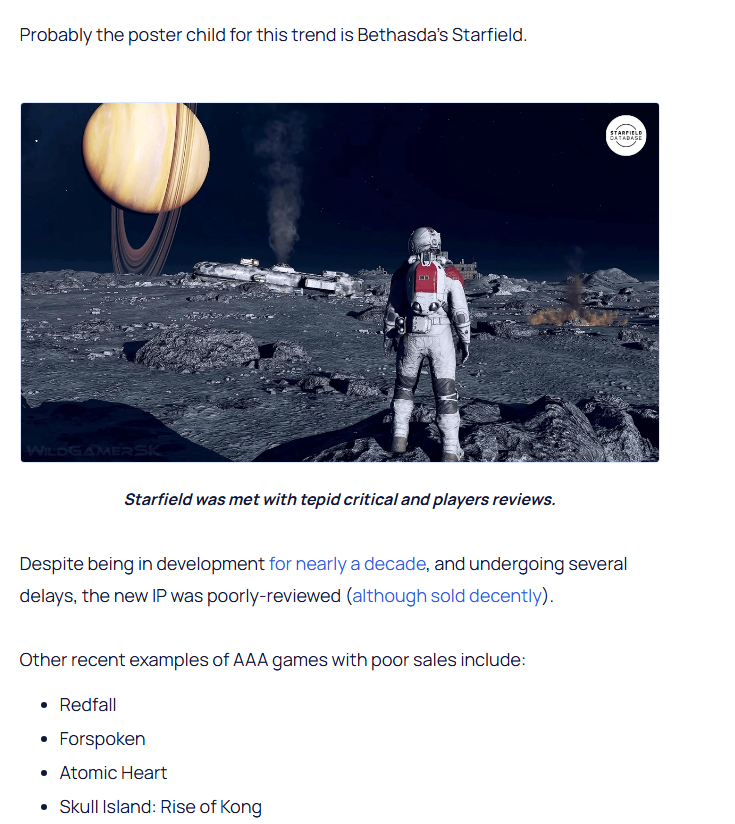 Probably the poster child for this trend is Bethasda's Starfield.
STARFIELD
DATABASE
WILDGAMERSK
Starfield was met with tepid critical and players reviews.
Despite being in development for nearly a decade, and undergoing several
delays, the new IP was poorly-reviewed (although sold decently).
Other recent examples of AAA games with poor sales include:
• Redfall
• Forspoken
• Atomic Heart
• Skull Island: Rise of Kong